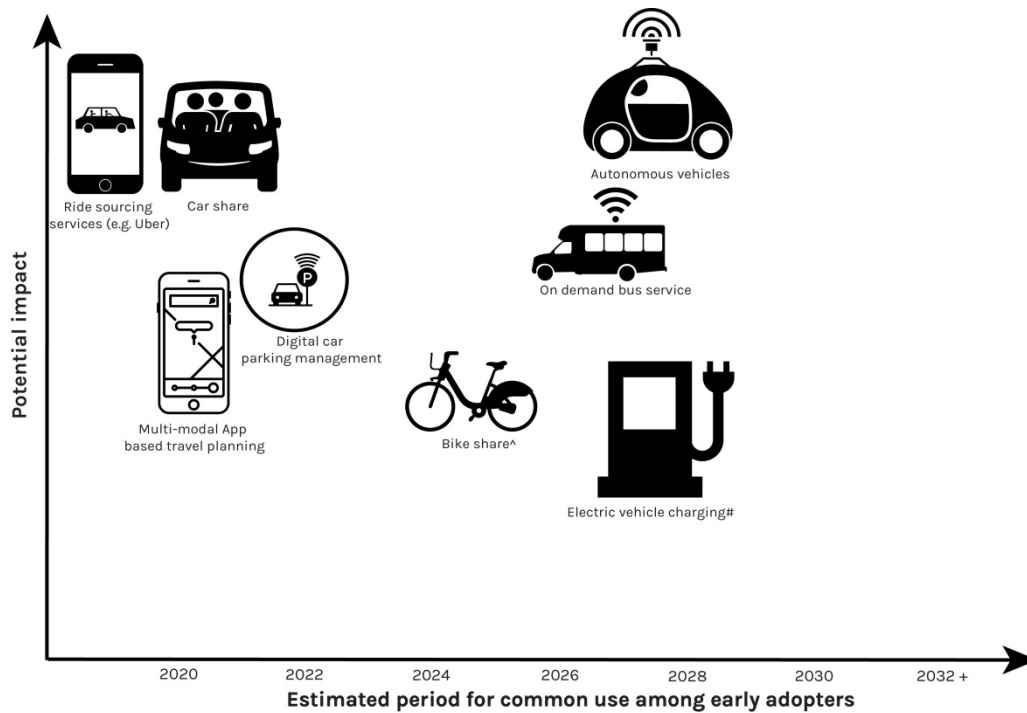 Ride sourcing
services (e.g. Uber)
Car share
Autonomous vehicles
On demand bus service
P
Digital car
parking management
Multi-modal App
based travel planning
Bike share^
Electric vehicle charging#
Potential impact
2020
2022
2024
2026
2028
2030
2032 +
Estimated period for common use among early adopters